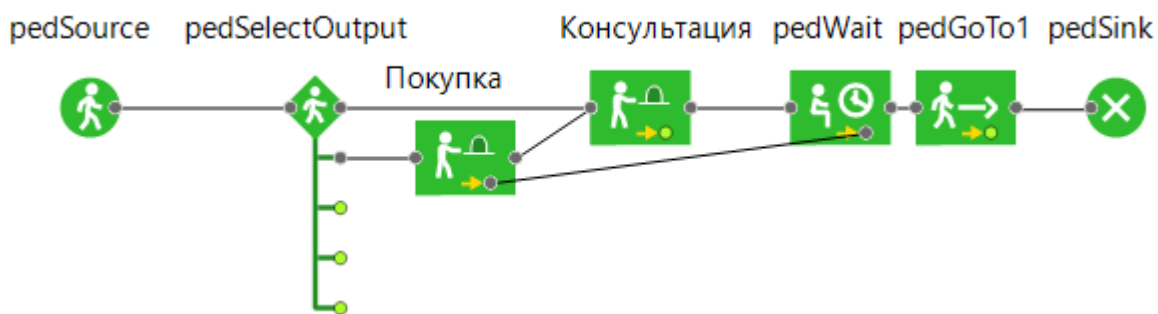 pedSource pedSelectOutput Консультация pedWait pedGoTo1 pedSink
Покупка